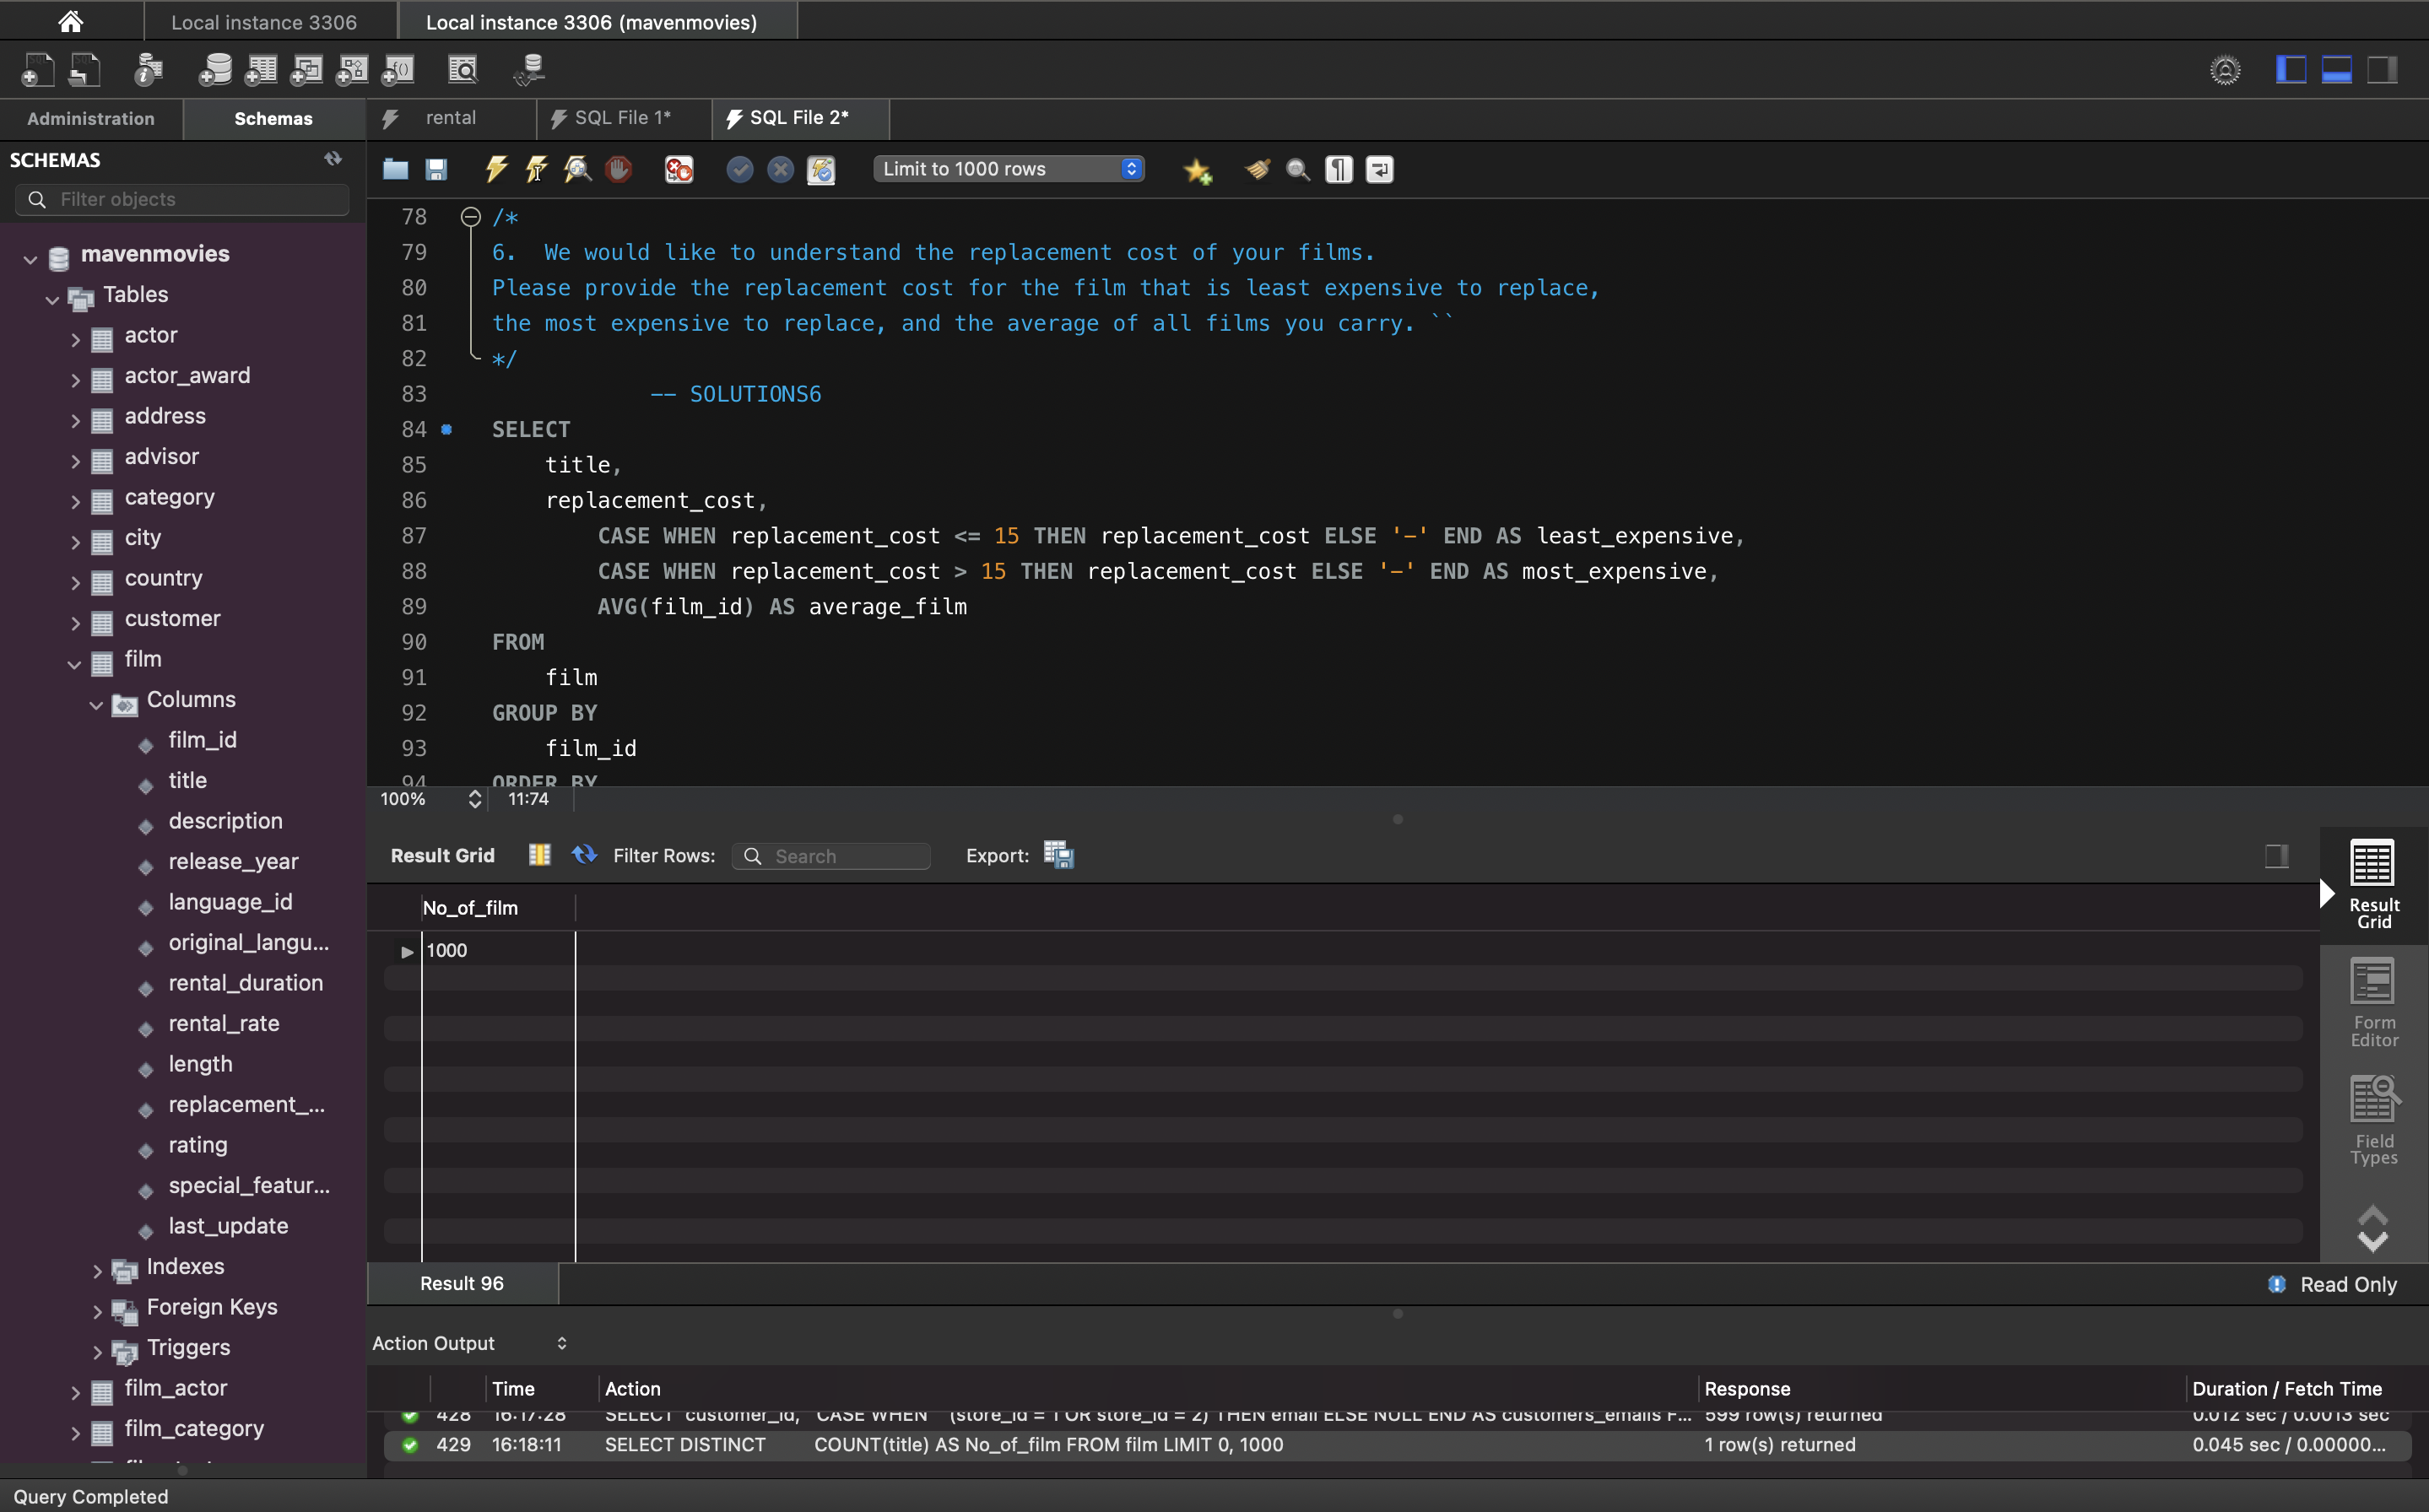 Local instance 3306
Local instance 3306 (mavenmovies)
Administration
Schemas
rental
SQL File 1*
SQL File 2*
SCHEMAS
Filter objects
Limit to 1000 rows
mavenmovies
Tables
actor
actor_award
address
advisor
category
city
country
customer
film
Columns
film_id
title
description
release_year
language_id
original_langu...
rental_duration
rental_rate
length
replacement_...
rating
special_featur...
last_update
Indexes
Foreign Keys
Triggers
film_actor
film_category
78 /*
79 6.  We would like to understand the replacement cost of your films.
80 Please provide the replacement cost for the film that is least expensive to replace,
81 the most expensive to replace, and the average of all films you carry. ``
82 */
83 -- SOLUTIONS6
84 SELECT
85 title,
86 replacement_cost,
87 CASE WHEN replacement_cost <= 15 THEN replacement_cost ELSE '-' END AS least_expensive,
88 CASE WHEN replacement_cost > 15 THEN replacement_cost ELSE '-' END AS most_expensive,
89 AVG(film_id) AS average_film
90 FROM
91 film
92 GROUP BY
93 film_id
94 ORDER BY
100%
11:74
Result Grid
Filter Rows:
Search
Export:
No_of_film
1000
Result Grid
Form Editor
Field Types
Result 96
Read Only
Action Output
Time
Action
Response
Duration / Fetch Time
428 16:17:28 SELECT customer_id, CASE WHEN (store_id = 1 OR store_id = 2) THEN email ELSE NULL END AS customers_emails F... 599 row(s) returned 0.012 sec / 0.0013 sec
429 16:18:11 SELECT DISTINCT COUNT(title) AS No_of_film FROM film LIMIT 0, 1000 1 row(s) returned 0.045 sec / 0.00000...
Query Completed